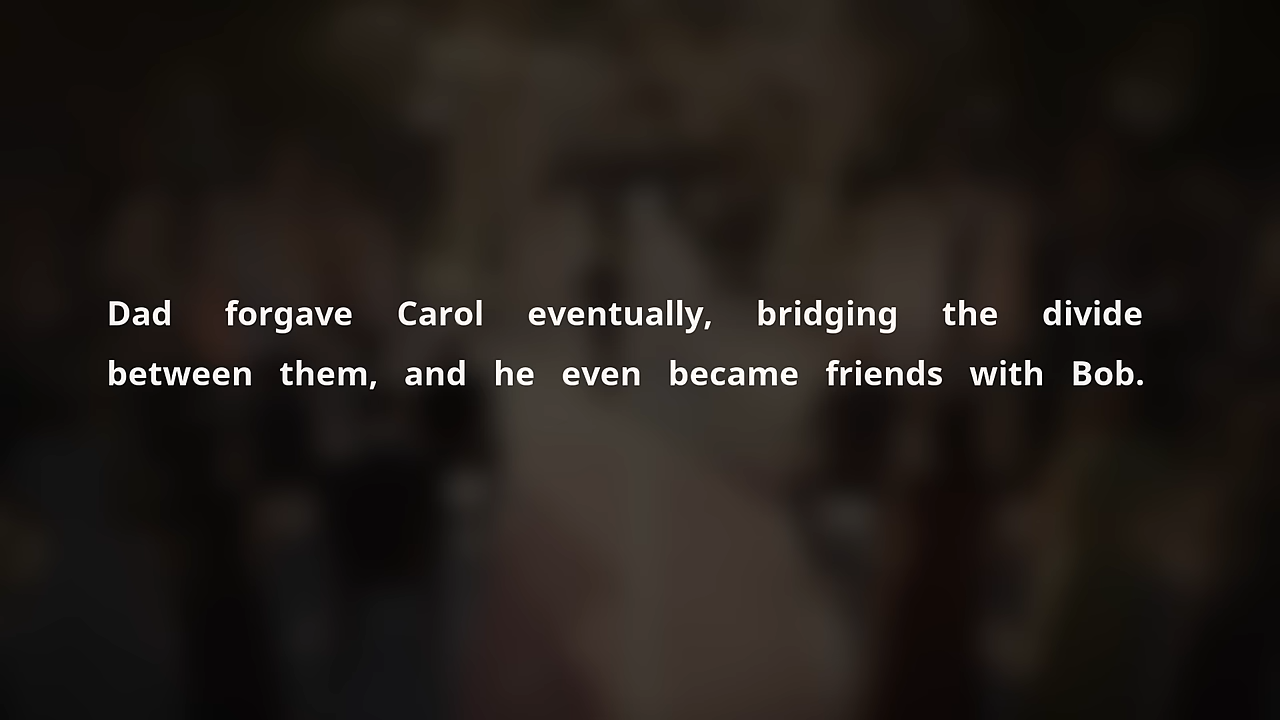 Dad forgave Carol eventually, bridging the divide
between them, and he even became friends with Bob.